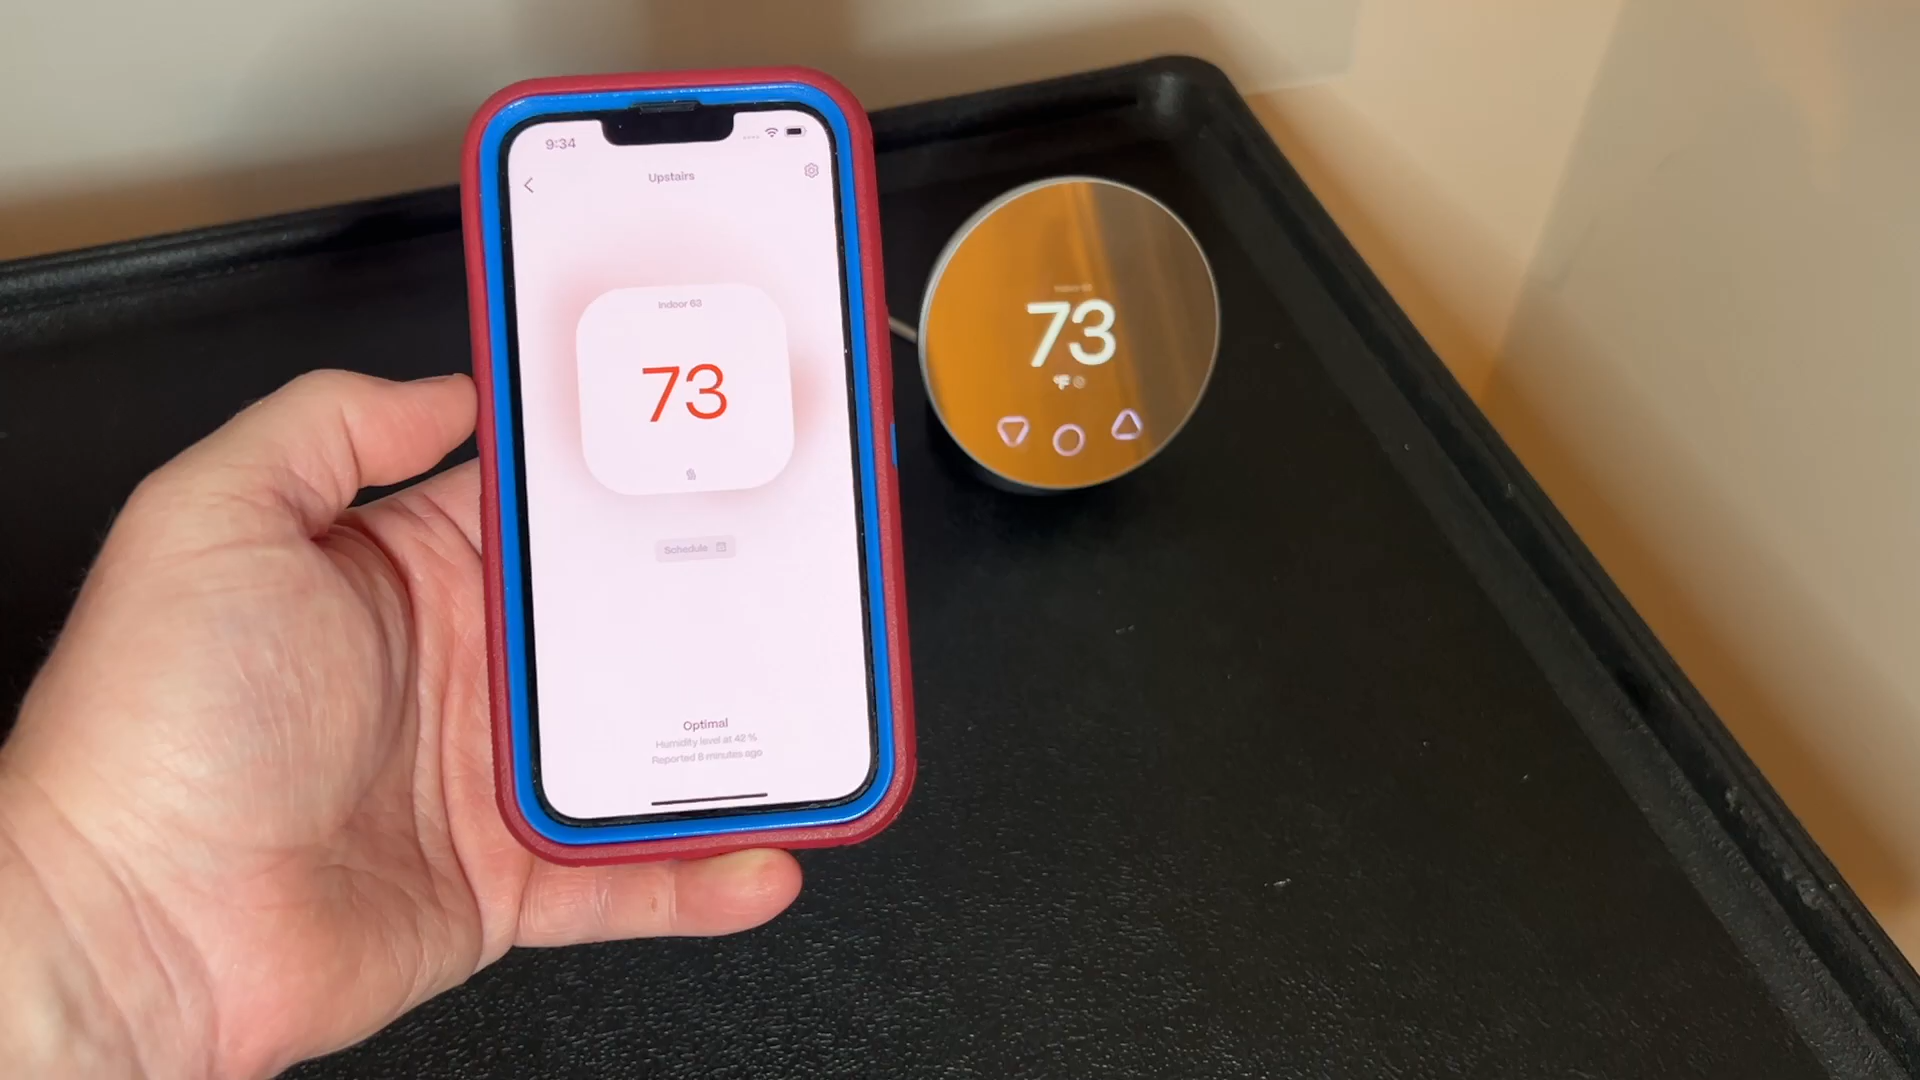 9:34
Upstairs
Indoor 63
73
Schedule
Optimal
Humidity level at 42 %
Reported 8 minutes ago
73
°F